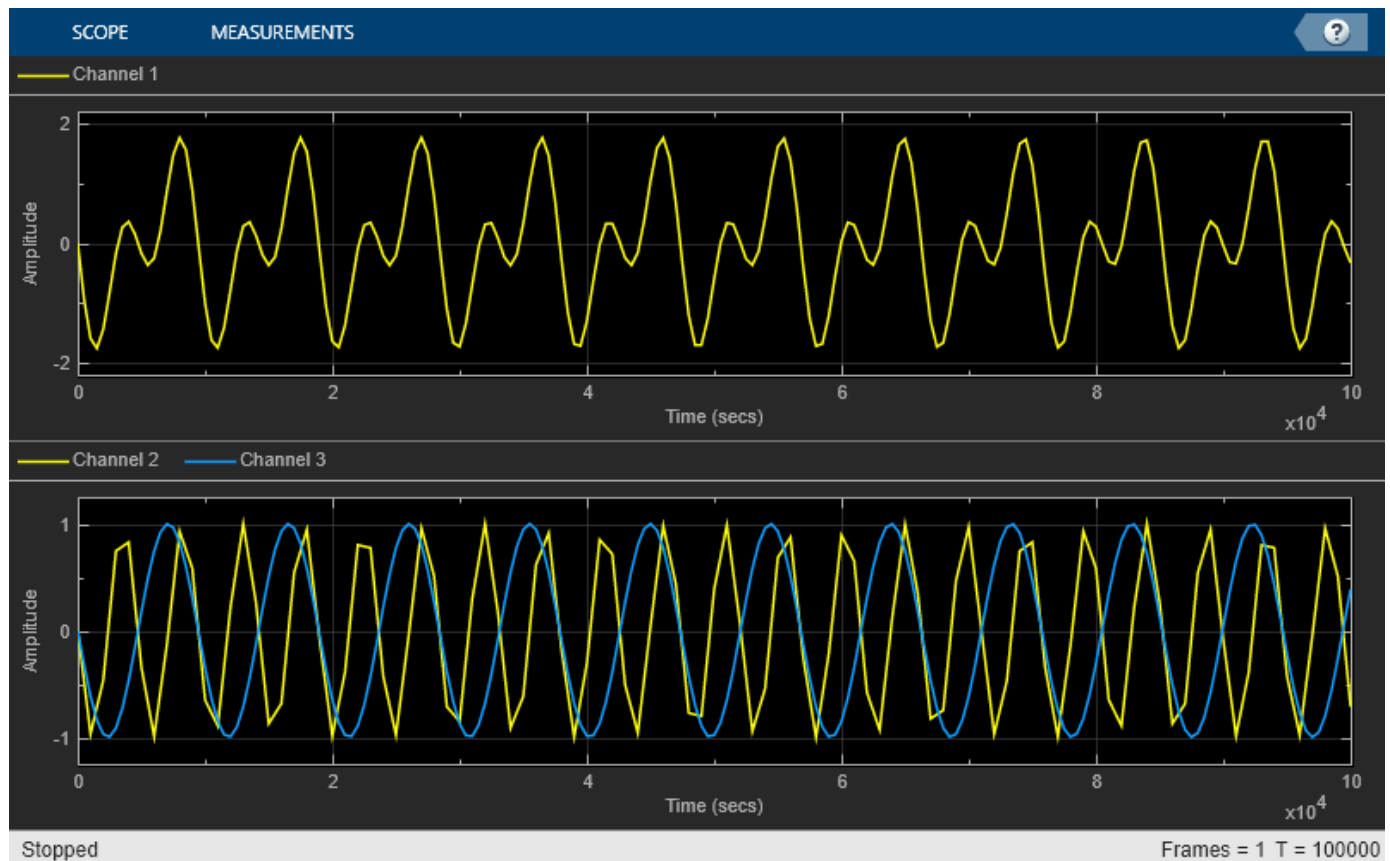 SCOPE MEASUREMENTS ?
Channel 1
Amplitude
2
0
-2
0 2 4 6 8 10
Time (secs)
x10^4
Channel 2 Channel 3
Amplitude
1
0
-1
0 2 4 6 8 10
Time (secs)
x10^4
Stopped Frames = 1 T = 100000